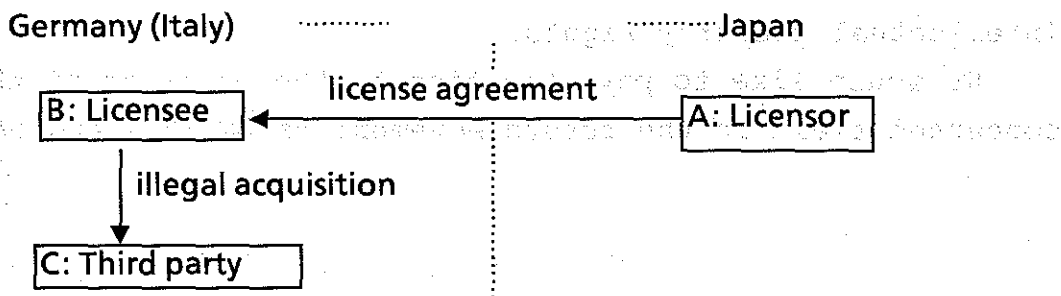 Germany (Italy) Japan
license agreement
B: Licensee A: Licensor
illegal acquisition
C: Third party